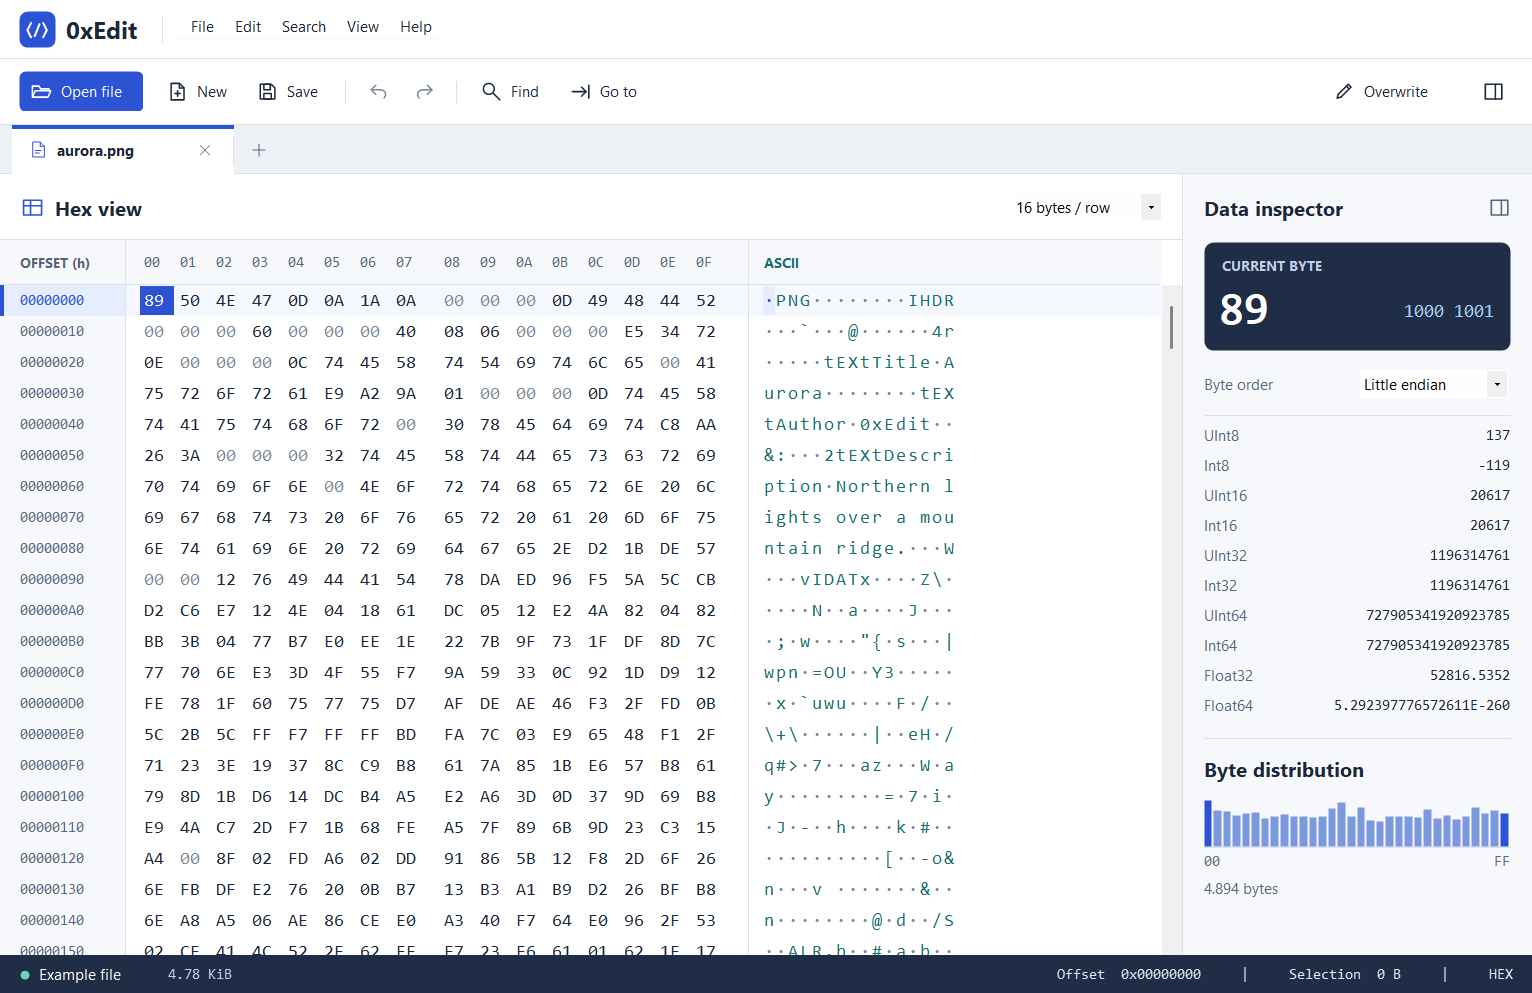 0xEdit File Edit Search View Help
Open file New Save Find Go to Overwrite
aurora.png
Hex view 16 bytes / row
OFFSET (h) 00 01 02 03 04 05 06 07 08 09 0A 0B 0C 0D 0E 0F ASCII
00000000 89 50 4E 47 0D 0A 1A 0A 00 00 00 0D 49 48 44 52 ·PNG········IHDR
00000010 00 00 00 60 00 00 00 40 08 06 00 00 00 E5 34 72 ···`···@······4r
00000020 0E 00 00 00 0C 74 45 58 74 54 69 74 6C 65 00 41 ·····tEXtTitle·A
00000030 75 72 6F 72 61 E9 A2 9A 01 00 00 00 0D 74 45 58 urora········tEX
00000040 74 41 75 74 68 6F 72 00 30 78 45 64 69 74 C8 AA tAuthor·0xEdit··
00000050 26 3A 00 00 00 32 74 45 58 74 44 65 73 63 72 69 &:···2tEXtDescri
00000060 70 74 69 6F 6E 00 4E 6F 72 74 68 65 72 6E 20 6C ption·Northern l
00000070 69 67 68 74 73 20 6F 76 65 72 20 61 20 6D 6F 75 ights over a mou
00000080 6E 74 61 69 6E 20 72 69 64 67 65 2E D2 1B DE 57 ntain ridge.···W
00000090 00 00 12 76 49 44 41 54 78 DA ED 96 F5 5A 5C CB ···vIDATx····Z\·
000000A0 D2 C6 E7 12 4E 04 18 61 DC 05 12 E2 4A 82 04 82 ····N··a····J···
000000B0 BB 3B 04 77 B7 E0 EE 1E 22 7B 9F 73 1F DF 8D 7C ·;·w····"{·s···|
000000C0 77 70 6E E3 3D 4F 55 F7 9A 59 33 0C 92 1D D9 12 wpn·=OU··Y3·····
000000D0 FE 78 1F 60 75 77 75 D7 AF DE AE 46 F3 2F FD 0B ·x·`uwu····F·/··
000000E0 5C 2B 5C FF F7 FF FF BD FA 7C 03 E9 65 48 F1 2F \+\······|··eH·/
000000F0 71 23 3E 19 37 8C C9 B8 61 7A 85 1B E6 57 B8 61 q#>·7···az···W·a
00000100 79 8D 1B D6 14 DC B4 A5 E2 A6 3D 0D 37 9D 69 B8 y·········=·7·i·
00000110 E9 4A C7 2D F7 1B 68 FE A5 7F 89 6B 9D 23 C3 15 ·J·-··h····k·#··
00000120 A4 00 8F 02 FD A6 02 DD 91 86 5B 12 F8 2D 6F 26 ··········[··-o&
00000130 6E FB DF E2 76 20 0B B7 13 B3 A1 B9 D2 26 BF B8 n···v ·······&··
00000140 6E A8 A5 06 AE 86 CE E0 A3 40 F7 64 E0 96 2F 53 n········@·d··/S
00000150 02 CE 41 4C 52 2E 62 EE E7 23 E6 61 01 62 1E 17 ··ALR.b··#·a·b··
Data inspector
CURRENT BYTE
89 1000 1001
Byte order Little endian
UInt8 137
Int8 -119
UInt16 20617
Int16 20617
UInt32 1196314761
Int32 1196314761
UInt64 727905341920923785
Int64 727905341920923785
Float32 52816.5352
Float64 5.292397776572611E-260
Byte distribution
00 FF
4.894 bytes
Example file 4.78 KiB Offset 0x00000000 | Selection 0 B | HEX